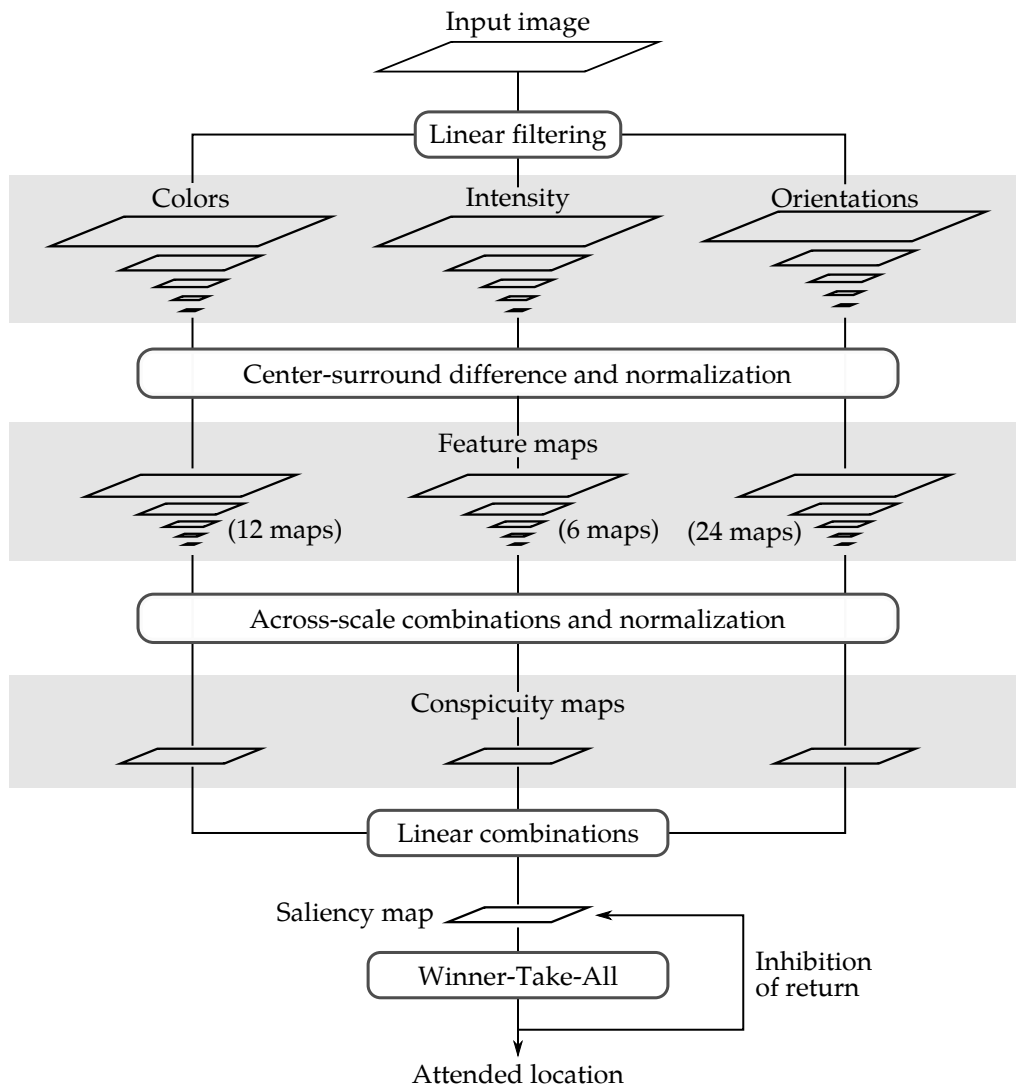 Input image
Linear filtering
Colors
Intensity
Orientations
Center-surround difference and normalization
Feature maps
(12 maps)
(6 maps)
(24 maps)
Across-scale combinations and normalization
Conspicuity maps
Linear combinations
Saliency map
Winner-Take-All
Inhibition
of return
Attended location